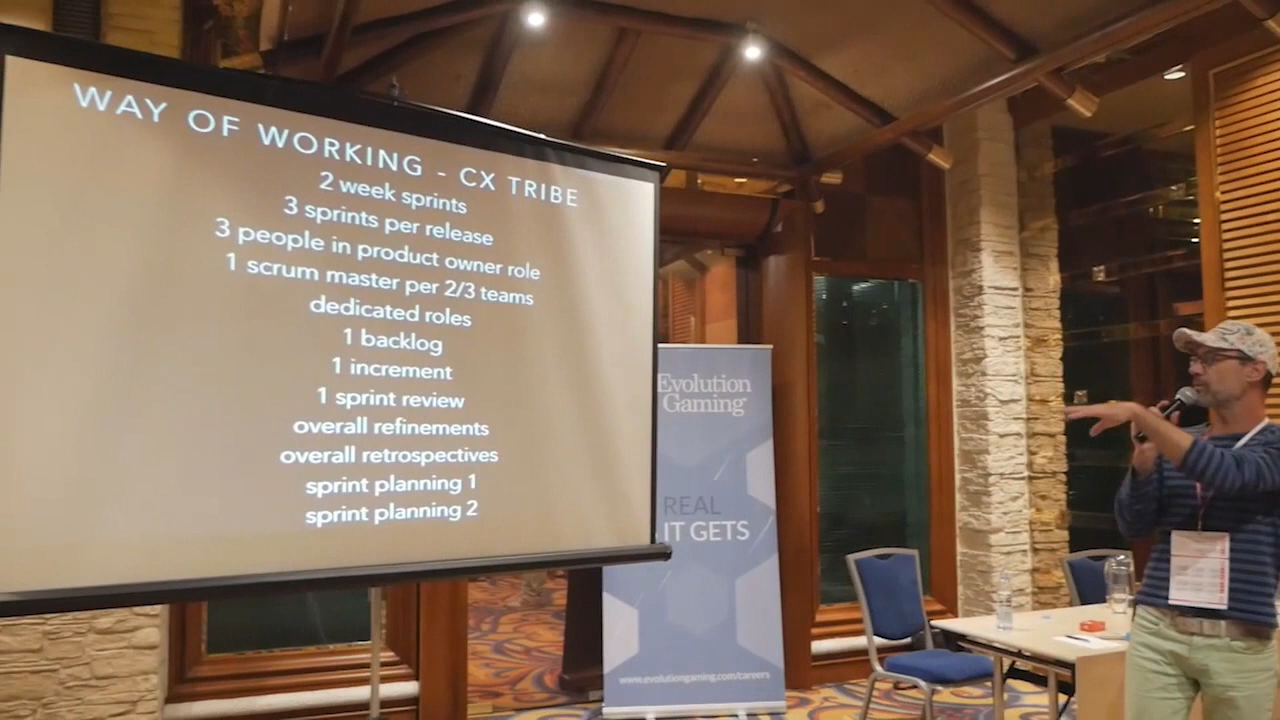 WAY OF WORKING - CX TRIBE
2 week sprints
3 sprints per release
3 people in product owner role
1 scrum master per 2/3 teams
dedicated roles
1 backlog
1 increment
1 sprint review
overall refinements
overall retrospectives
sprint planning 1
sprint planning 2
Evolution
Gaming
REAL
IT GETS
www.evolutiongaming.com/careers